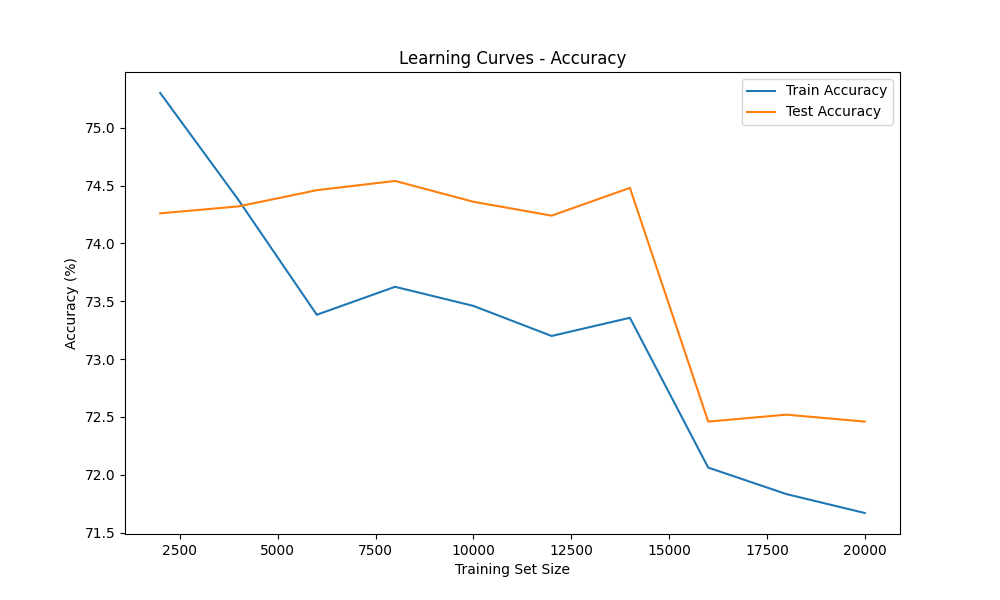 Learning Curves - Accuracy
Train Accuracy
Test Accuracy
75.0
74.5
74.0
73.5
73.0
72.5
72.0
71.5
Accuracy (%)
2500 5000 7500 10000 12500 15000 17500 20000
Training Set Size